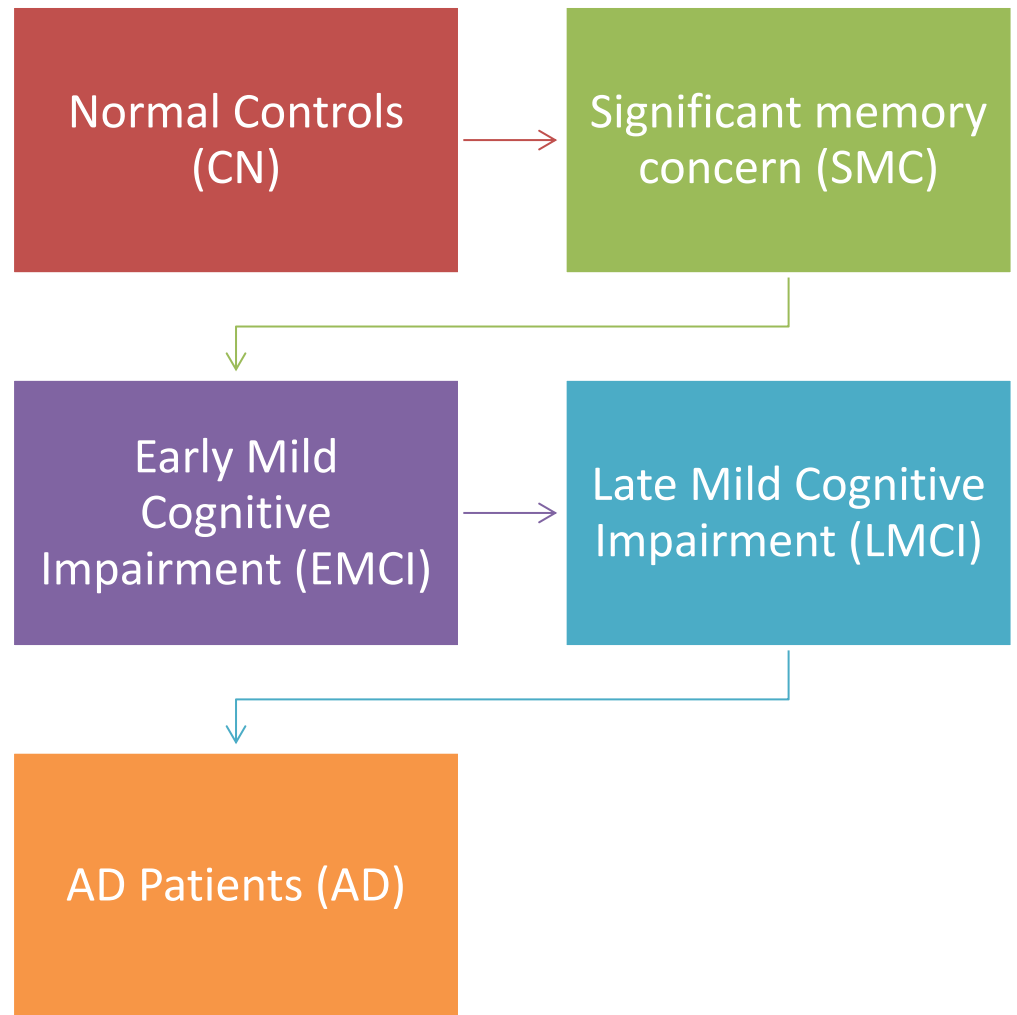 Normal Controls
(CN)
Significant memory
concern (SMC)
Early Mild
Cognitive
Impairment (EMCI)
Late Mild Cognitive
Impairment (LMCI)
AD Patients (AD)